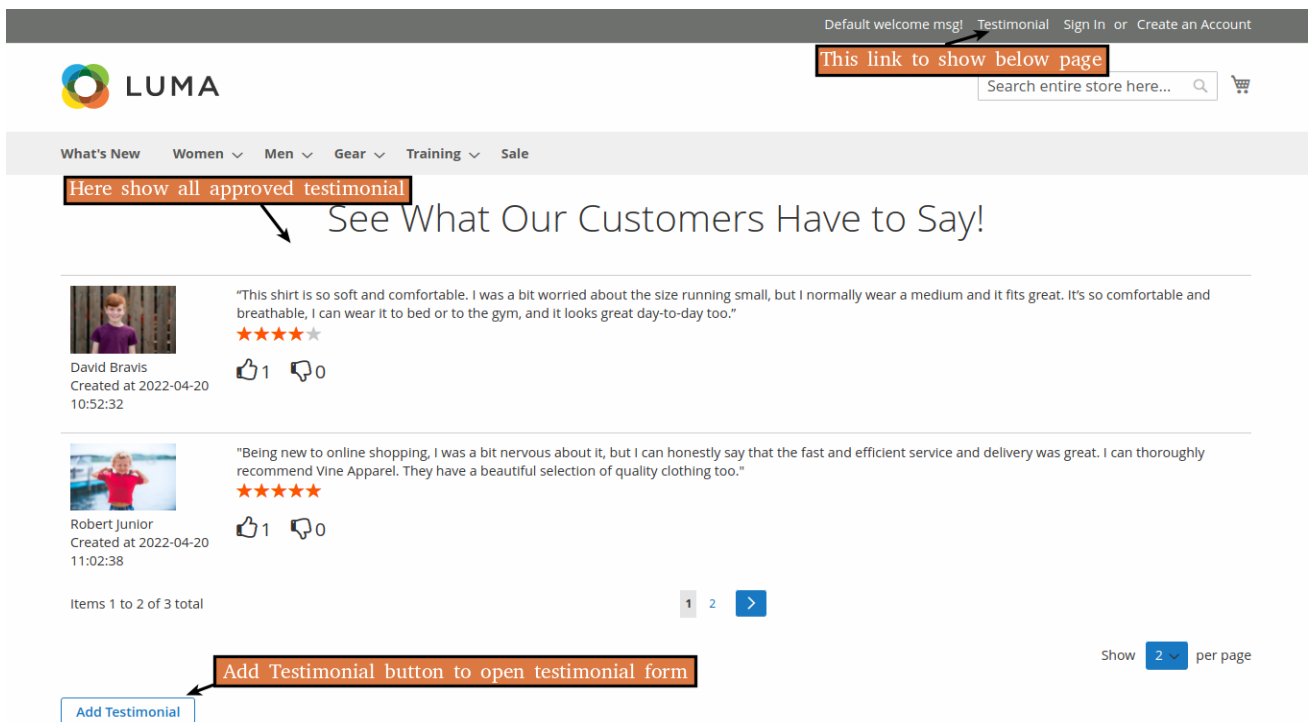 Default welcome msg! Testimonial Sign In or Create an Account
This link to show below page
LUMA
Search entire store here...
What's New Women Men Gear Training Sale
Here show all approved testimonial
See What Our Customers Have to Say!
“This shirt is so soft and comfortable. I was a bit worried about the size running small, but I normally wear a medium and it fits great. It’s so comfortable and
breathable, I can wear it to bed or to the gym, and it looks great day-to-day too.”
David Bravis
Created at 2022-04-20
10:52:32
1 0
"Being new to online shopping, I was a bit nervous about it, but I can honestly say that the fast and efficient service and delivery was great. I can thoroughly
recommend Vine Apparel. They have a beautiful selection of quality clothing too."
Robert Junior
Created at 2022-04-20
11:02:38
1 0
Items 1 to 2 of 3 total
1 2
Show 2 per page
Add Testimonial button to open testimonial form
Add Testimonial